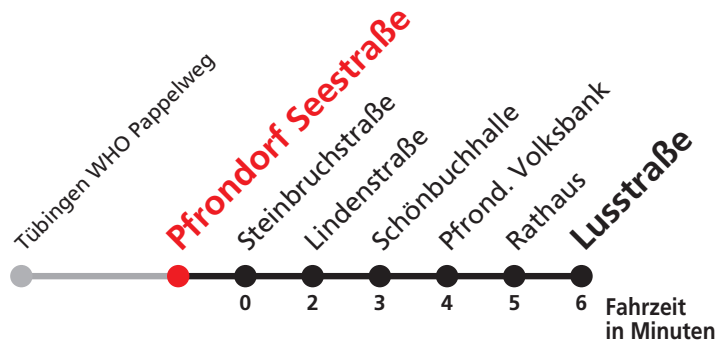 Tübingen WHO Pappelweg
Pfrondorf Seestraße
Steinbruchstraße
Lindenstraße
Schönbuchhalle
Pfrond. Volksbank
Rathaus
Lusstraße
0 2 3 4 5 6
Fahrzeit
in Minuten